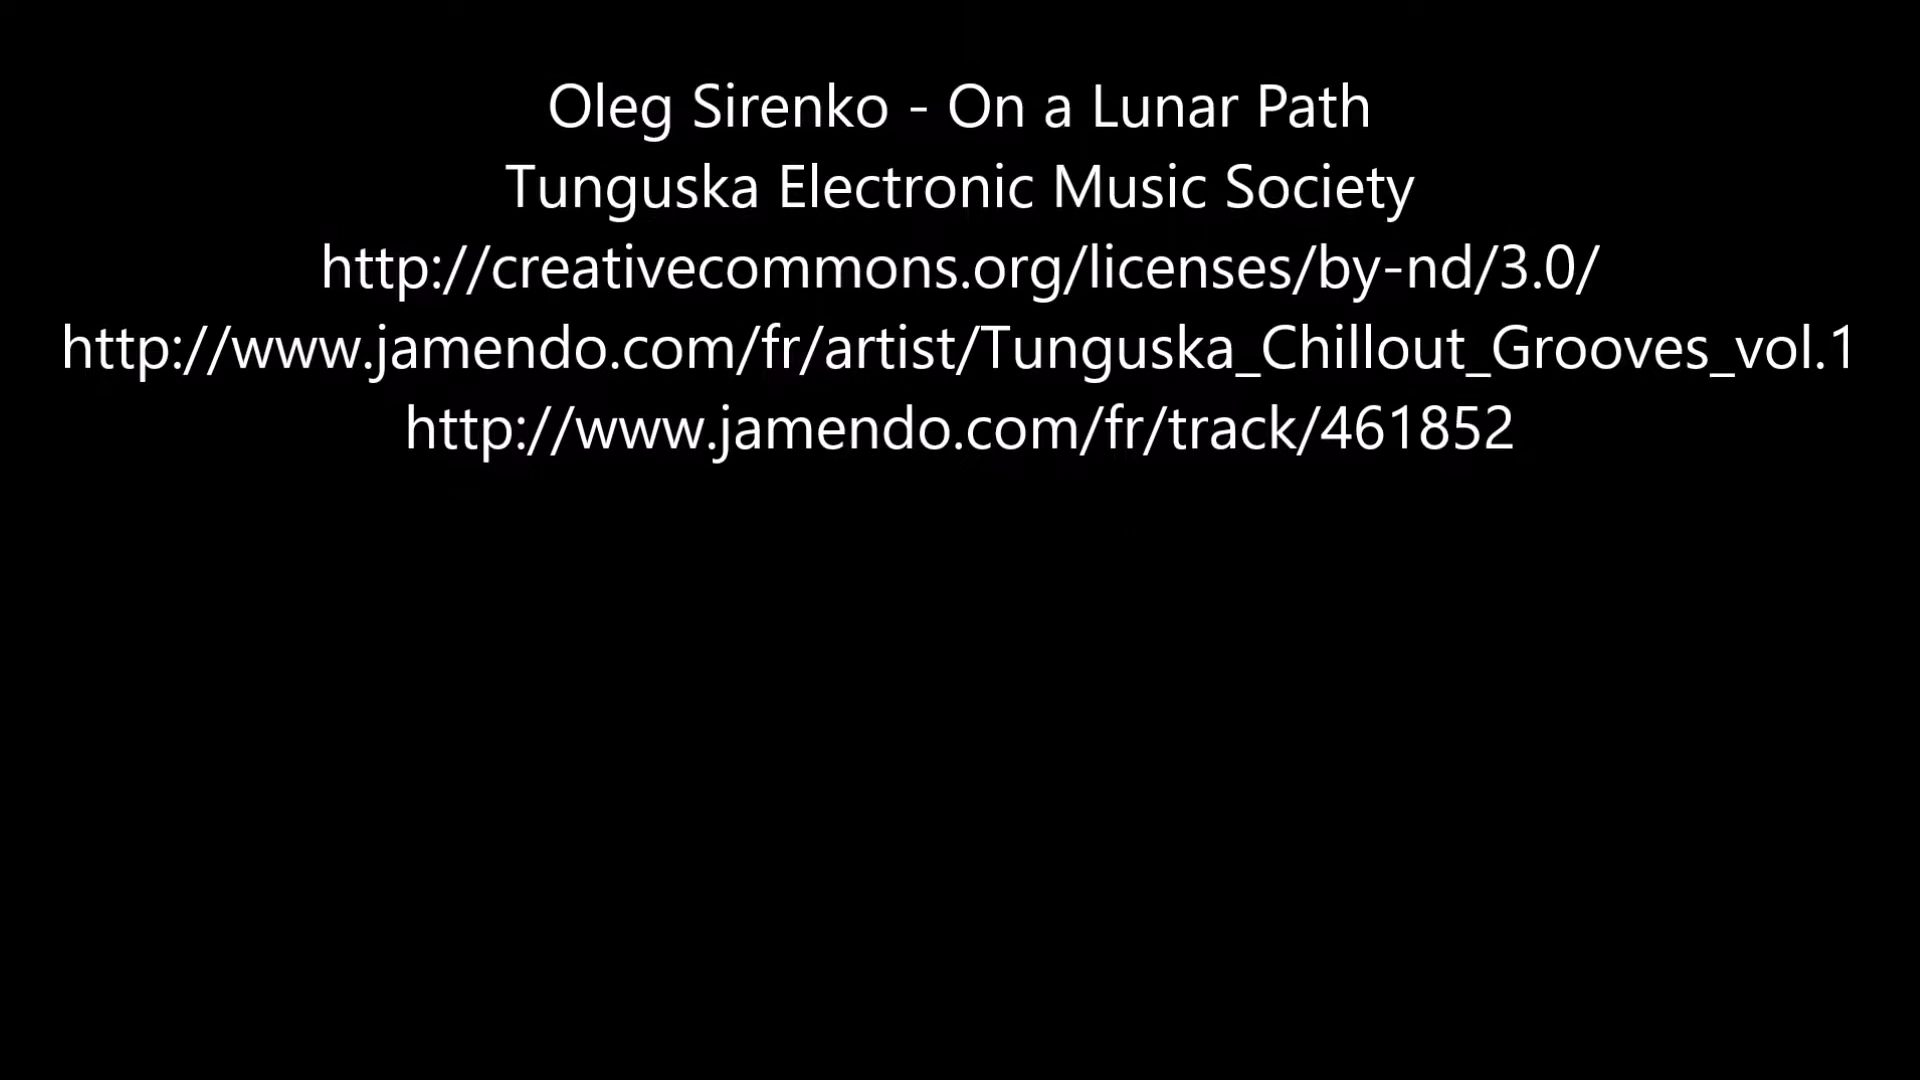 Oleg Sirenko - On a Lunar Path
Tunguska Electronic Music Society
http://creativecommons.org/licenses/by-nd/3.0/
http://www.jamendo.com/fr/artist/Tunguska_Chillout_Grooves_vol.1
http://www.jamendo.com/fr/track/461852